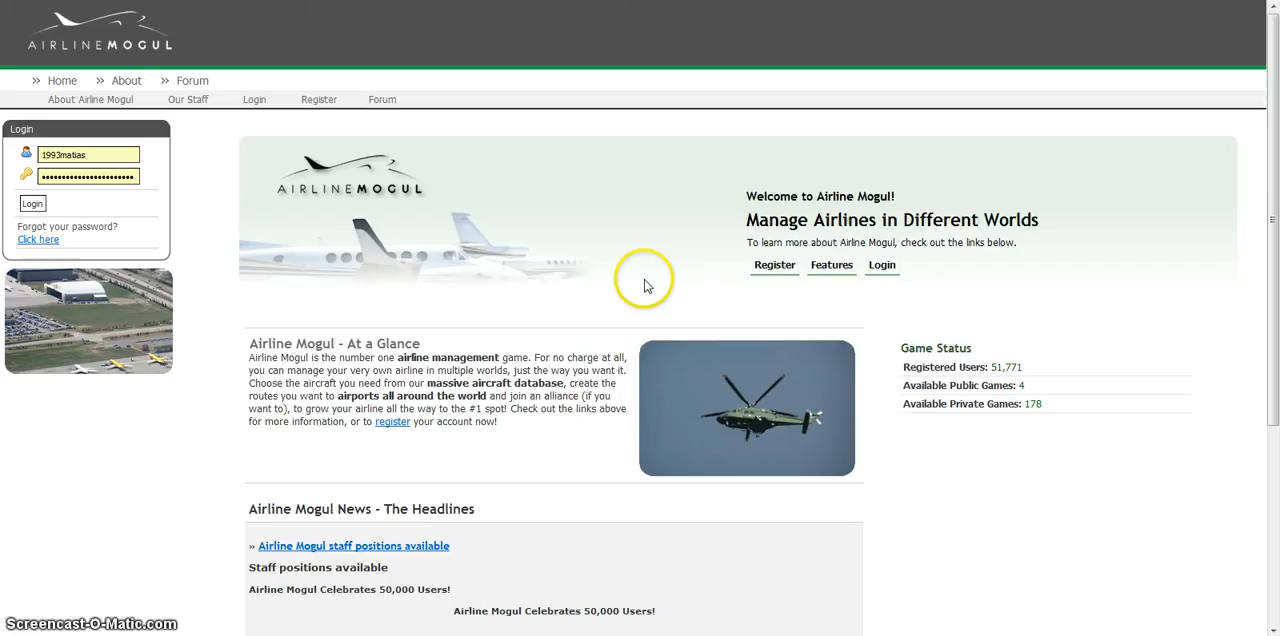 AIRLINEMOGUL
» Home » About » Forum
About Airline Mogul Our Staff Login Register Forum
Login
1993matias
Login
Forgot your password?
Click here
AIRLINEMOGUL
Welcome to Airline Mogul!
Manage Airlines in Different Worlds
To learn more about Airline Mogul, check out the links below.
Register Features Login
Airline Mogul - At a Glance
Airline Mogul is the number one airline management game. For no charge at all,
you can manage your very own airline in multiple worlds, just the way you want it.
Choose the aircraft you need from our massive aircraft database, create the
routes you want to airports all around the world and join an alliance (if you
want to), to grow your airline all the way to the #1 spot! Check out the links above
for more information, or to register your account now!
Game Status
Registered Users: 51,771
Available Public Games: 4
Available Private Games: 178
Airline Mogul News - The Headlines
» Airline Mogul staff positions available
Staff positions available
Airline Mogul Celebrates 50,000 Users!
Airline Mogul Celebrates 50,000 Users!
Screencast-O-Matic.com